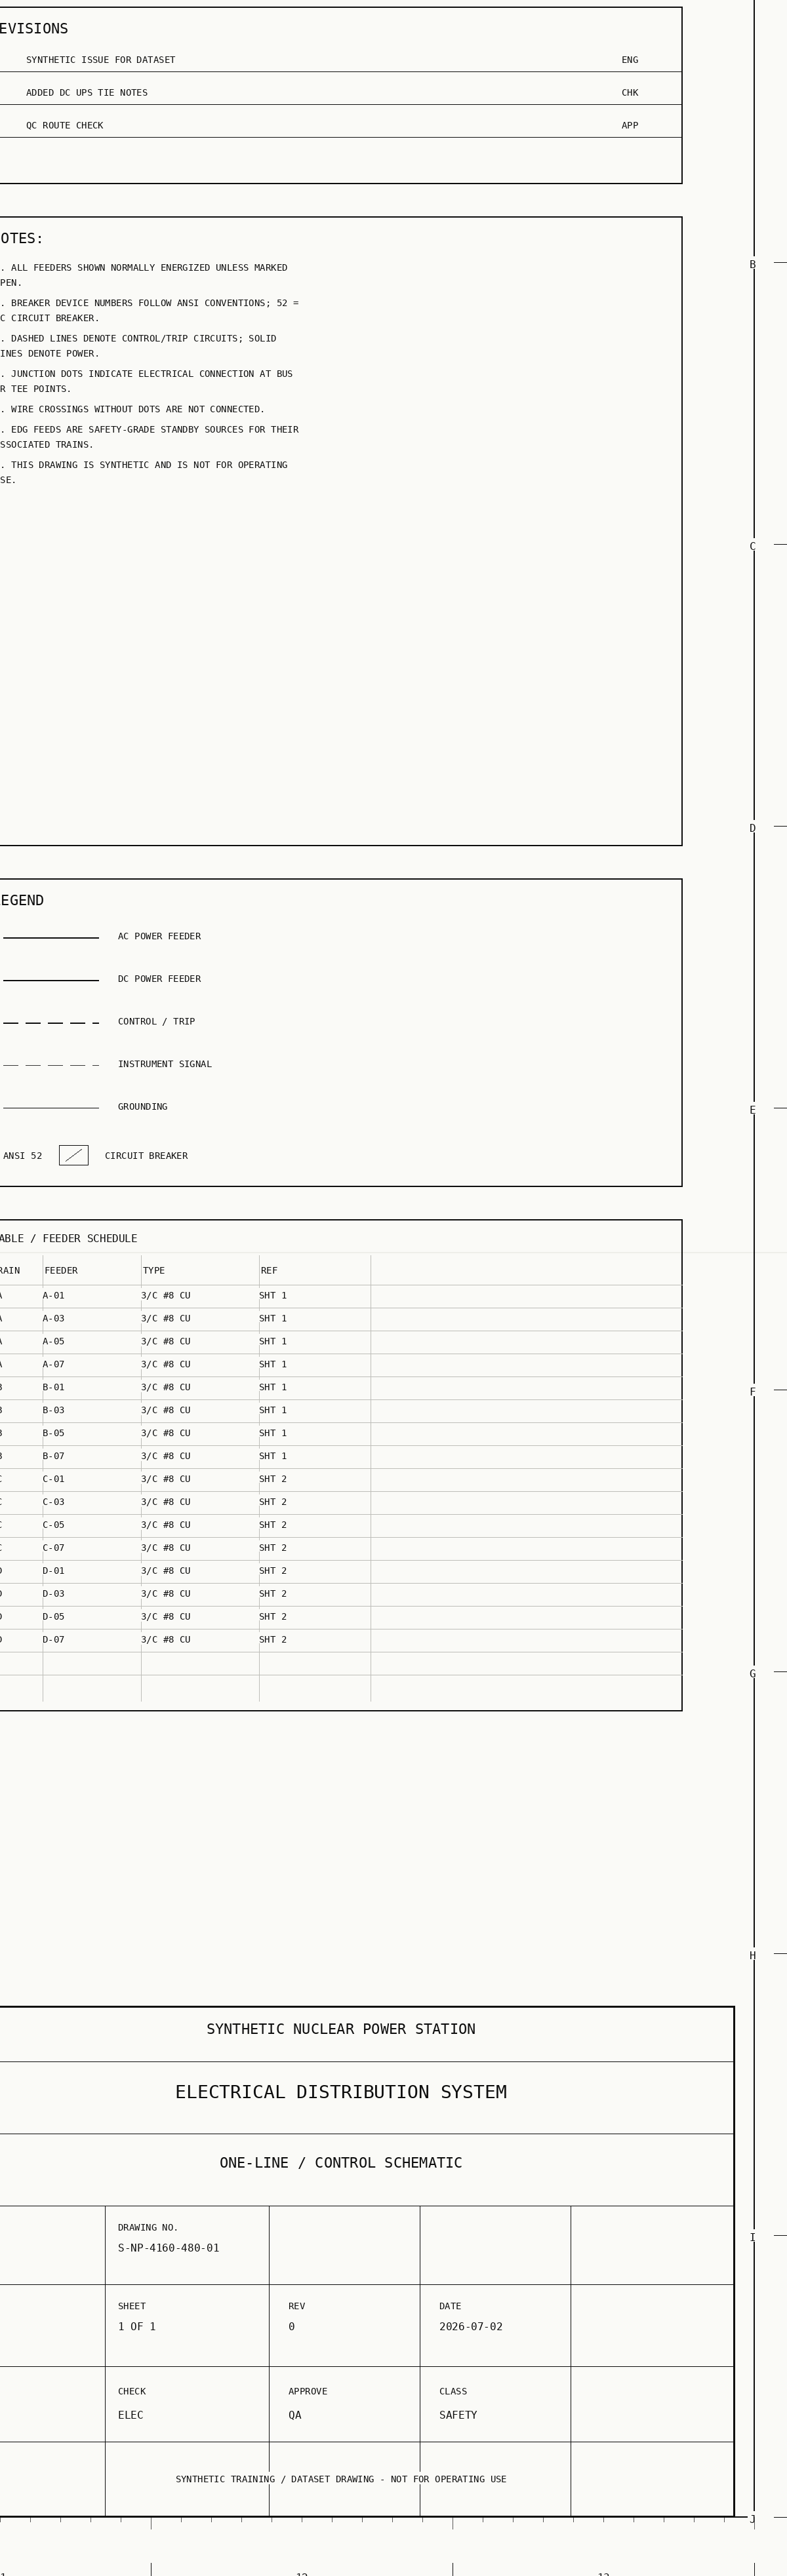 EVISIONS
SYNTHETIC ISSUE FOR DATASET ENG
ADDED DC UPS TIE NOTES CHK
QC ROUTE CHECK APP
OTES:
. ALL FEEDERS SHOWN NORMALLY ENERGIZED UNLESS MARKED
PEN.
. BREAKER DEVICE NUMBERS FOLLOW ANSI CONVENTIONS; 52 =
C CIRCUIT BREAKER.
. DASHED LINES DENOTE CONTROL/TRIP CIRCUITS; SOLID
INES DENOTE POWER.
. JUNCTION DOTS INDICATE ELECTRICAL CONNECTION AT BUS
R TEE POINTS.
. WIRE CROSSINGS WITHOUT DOTS ARE NOT CONNECTED.
. EDG FEEDS ARE SAFETY-GRADE STANDBY SOURCES FOR THEIR
SSOCIATED TRAINS.
. THIS DRAWING IS SYNTHETIC AND IS NOT FOR OPERATING
SE.
EGEND
AC POWER FEEDER
DC POWER FEEDER
CONTROL / TRIP
INSTRUMENT SIGNAL
GROUNDING
ANSI 52 CIRCUIT BREAKER
ABLE / FEEDER SCHEDULE
RAIN FEEDER TYPE REF
A A-01 3/C #8 CU SHT 1
A A-03 3/C #8 CU SHT 1
A A-05 3/C #8 CU SHT 1
A A-07 3/C #8 CU SHT 1
B B-01 3/C #8 CU SHT 1
B B-03 3/C #8 CU SHT 1
B B-05 3/C #8 CU SHT 1
B B-07 3/C #8 CU SHT 1
C C-01 3/C #8 CU SHT 2
C C-03 3/C #8 CU SHT 2
C C-05 3/C #8 CU SHT 2
C C-07 3/C #8 CU SHT 2
D D-01 3/C #8 CU SHT 2
D D-03 3/C #8 CU SHT 2
D D-05 3/C #8 CU SHT 2
D D-07 3/C #8 CU SHT 2
SYNTHETIC NUCLEAR POWER STATION
ELECTRICAL DISTRIBUTION SYSTEM
ONE-LINE / CONTROL SCHEMATIC
DRAWING NO.
S-NP-4160-480-01
SHEET REV DATE
1 OF 1 0 2026-07-02
CHECK APPROVE CLASS
ELEC QA SAFETY
SYNTHETIC TRAINING / DATASET DRAWING - NOT FOR OPERATING USE
B
C
D
E
F
G
H
I
J